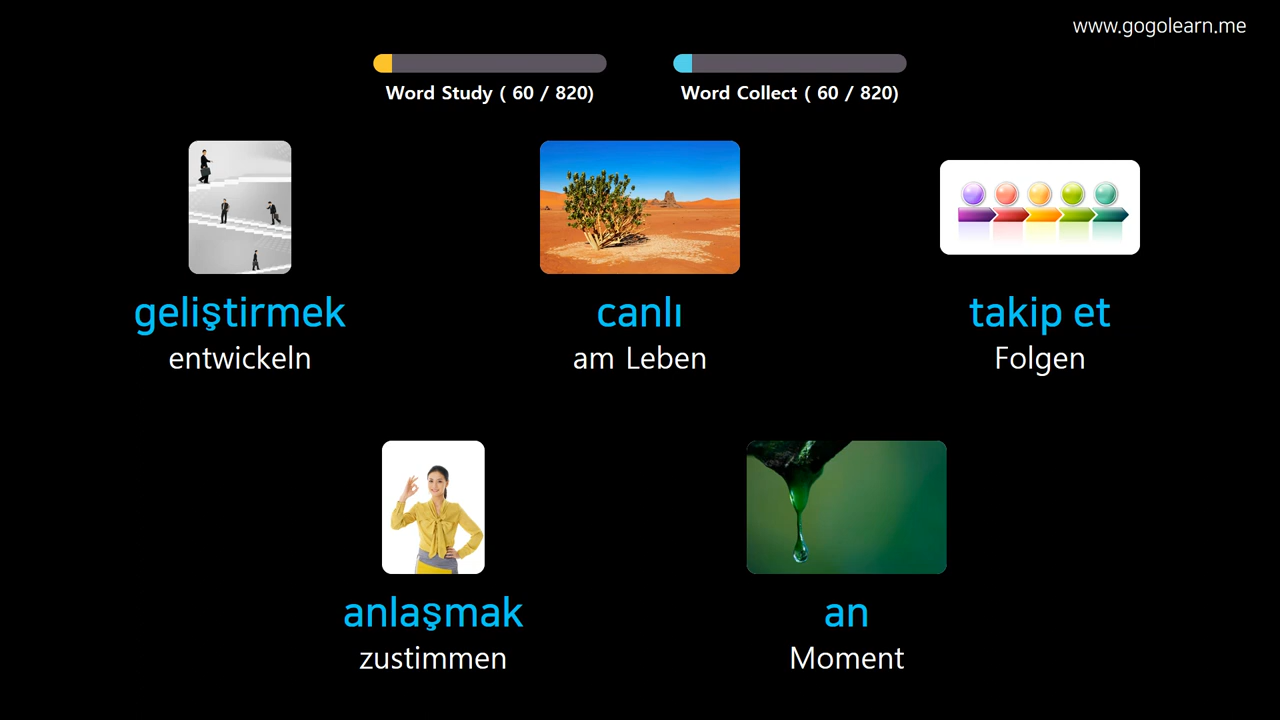 www.gogolearn.me
Word Study ( 60 / 820)
Word Collect ( 60 / 820)
geliştirmek
entwickeln
canlı
am Leben
takip et
Folgen
anlaşmak
zustimmen
an
Moment